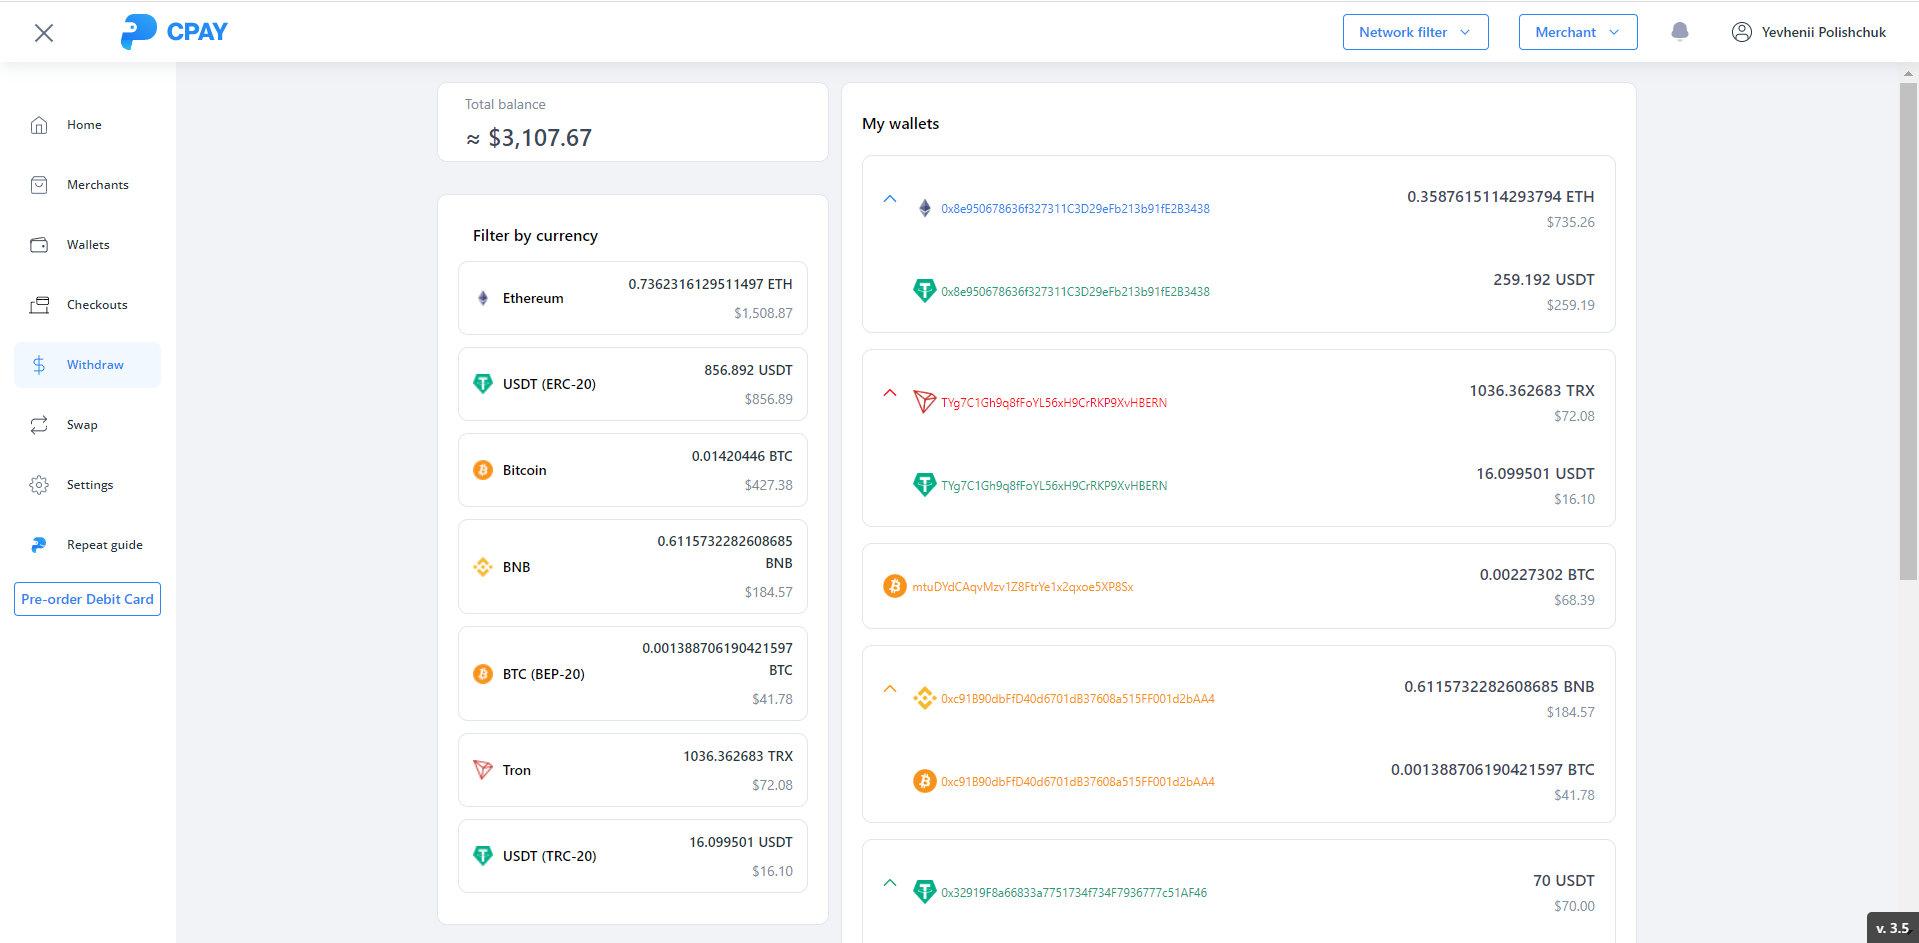 CPAY
Network filter
Merchant
Yevhenii Polishchuk
Home
Merchants
Wallets
Checkouts
Withdraw
Swap
Settings
Repeat guide
Pre-order Debit Card
Total balance
≈ $3,107.67
Filter by currency
Ethereum
0.7362316129511497 ETH
$1,508.87
USDT (ERC-20)
856.892 USDT
$856.89
Bitcoin
0.01420446 BTC
$427.38
BNB
0.6115732282608685
BNB
$184.57
BTC (BEP-20)
0.001388706190421597
BTC
$41.78
Tron
1036.362683 TRX
$72.08
USDT (TRC-20)
16.099501 USDT
$16.10
My wallets
0x8e950678636f327311C3D29eFb213b91fE2B3438
0.3587615114293794 ETH
$735.26
0x8e950678636f327311C3D29eFb213b91fE2B3438
259.192 USDT
$259.19
TYg7C1Gh9q8fFoYL56xH9CrRKP9XvHBERN
1036.362683 TRX
$72.08
TYg7C1Gh9q8fFoYL56xH9CrRKP9XvHBERN
16.099501 USDT
$16.10
mtuDYdCAqvMzv1Z8FtrYe1x2qxoe5XP8Sx
0.00227302 BTC
$68.39
0xc91B90dbFfD40d6701dB37608a515FF001d2bAA4
0.6115732282608685 BNB
$184.57
0xc91B90dbFfD40d6701dB37608a515FF001d2bAA4
0.001388706190421597 BTC
$41.78
0x32919F8a66833a7751734f734F7936777c51AF46
70 USDT
$70.00
v. 3.5